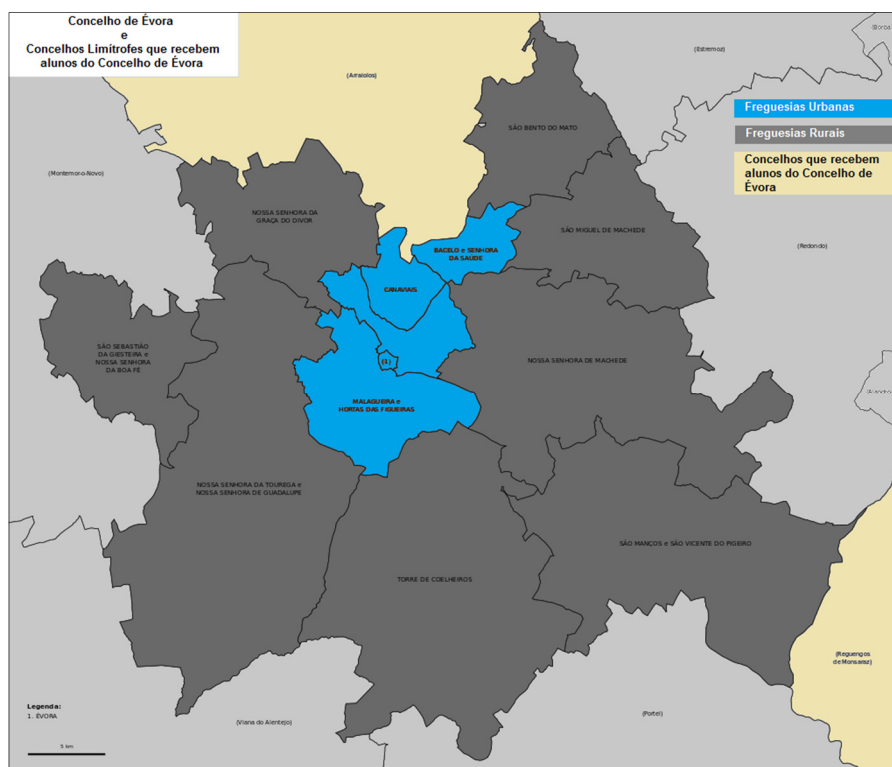 Concelho de Évora
e
Concelhos Limítrofes que recebem
alunos do Concelho de Évora
(Estremoz)
(Arraiolos)
Freguesias Urbanas
Freguesias Rurais
Concelhos que recebem
alunos do Concelho de
Évora
SÃO BENTO DO MATO
(Montemor-o-Novo)
NOSSA SENHORA DA
GRAÇA DO DIVOR
SÃO MIGUEL DE MACHEDE
(Redondo)
BACELO e SENHORA
DA SAÚDE
CANAVIAIS
SÃO SEBASTIÃO
DA GIESTEIRA e
NOSSA SENHORA
DA BOA FÉ
(1)
NOSSA SENHORA DE MACHEDE
MALAGUEIRA e
HORTAS DAS FIGUEIRAS
NOSSA SENHORA DA TOUREGA e
NOSSA SENHORA DE GUADALUPE
SÃO MANÇOS e SÃO VICENTE DO PIGEIRO
TORRE DE COELHEIROS
(Reguengos
de Monsaraz)
Legenda:
1. ÉVORA
(Viana do Alentejo)
(Portel)
5 km